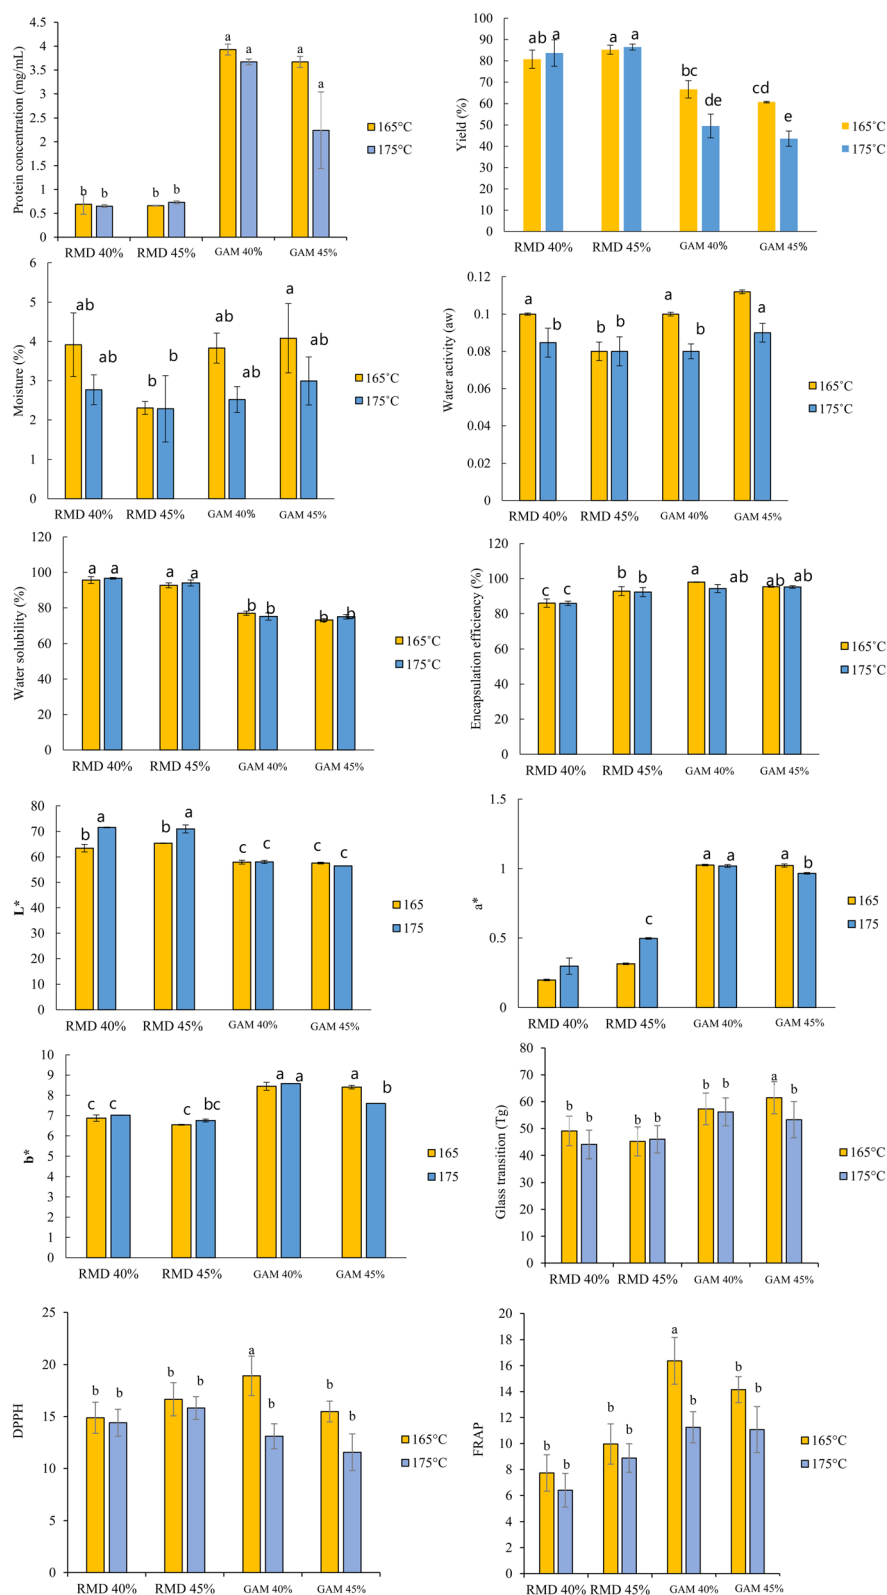 Protein concentration (mg/mL)
4.5
4
3.5
3
2.5
2
1.5
1
0.5
0
b b b b a a a a
RMD 40% RMD 45% GAM 40% GAM 45%
165°C
175°C
Yield (%)
100
90
80
70
60
50
40
30
20
10
0
ab a a a bc de cd e
RMD 40% RMD 45% GAM 40% GAM 45%
165˚C
175˚C
Moisture (%)
6
5
4
3
2
1
0
ab ab b b ab ab a ab
RMD 40% RMD 45% GAM 40% GAM 45%
165˚C
175˚C
Water activity (aw)
0.12
0.1
0.08
0.06
0.04
0.02
0
a b b b a b a
RMD 40% RMD 45% GAM 40% GAM 45%
165˚C
175˚C
Water solubility (%)
120
100
80
60
40
20
0
a a a a b b b b
RMD 40% RMD 45% GAM 40% GAM 45%
165˚C
175˚C
Encapsulation efficiency (%)
120
100
80
60
40
20
0
c c b b a ab ab ab
RMD 40% RMD 45% GAM 40% GAM 45%
165˚C
175˚C
L*
80
70
60
50
40
30
20
10
0
b a b a c c c c
RMD 40% RMD 45% GAM 40% GAM 45%
165
175
a*
1.5
1
0.5
0
c a a a b
RMD 40% RMD 45% GAM 40% GAM 45%
165
175
b*
10
9
8
7
6
5
4
3
2
1
0
c c c bc a a a b
RMD 40% RMD 45% GAM 40% GAM 45%
165
175
Glass transition (Tg)
80
70
60
50
40
30
20
10
0
b b b b b b a b
RMD 40% RMD 45% GAM 40% GAM 45%
165°C
175°C
DPPH
25
20
15
10
5
0
b b b b a b b b
RMD 40% RMD 45% GAM 40% GAM 45%
165°C
175°C
FRAP
20
18
16
14
12
10
8
6
4
2
0
b b b b a b b b
RMD 40% RMD 45% GAM 40% GAM 45%
165°C
175°C